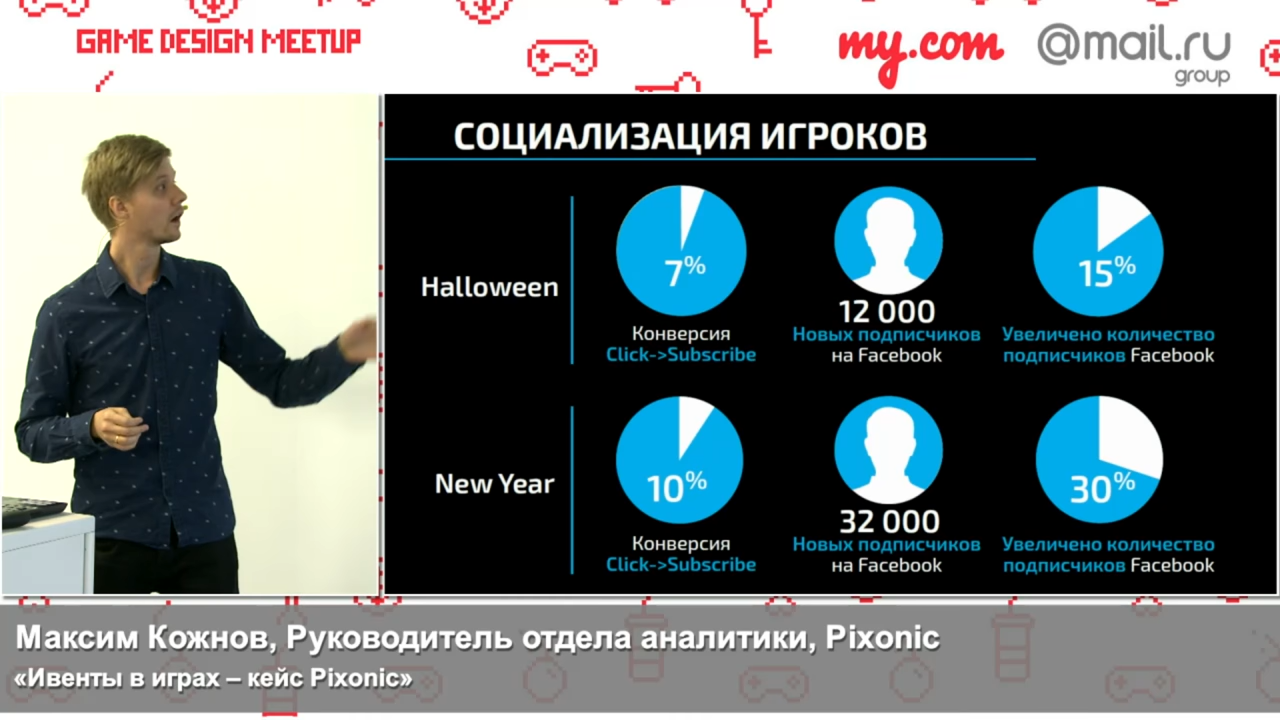 GAME DESIGN MEETUP
my.com
@mail.ru
group
СОЦИАЛИЗАЦИЯ ИГРОКОВ
Halloween
7%
Конверсия
Click->Subscribe
12 000
Новых подписчиков
на Facebook
15%
Увеличено количество
подписчиков Facebook
New Year
10%
Конверсия
Click->Subscribe
32 000
Новых подписчиков
на Facebook
30%
Увеличено количество
подписчиков Facebook
Максим Кожнов, Руководитель отдела аналитики, Pixonic
«Ивенты в играх – кейс Pixonic»